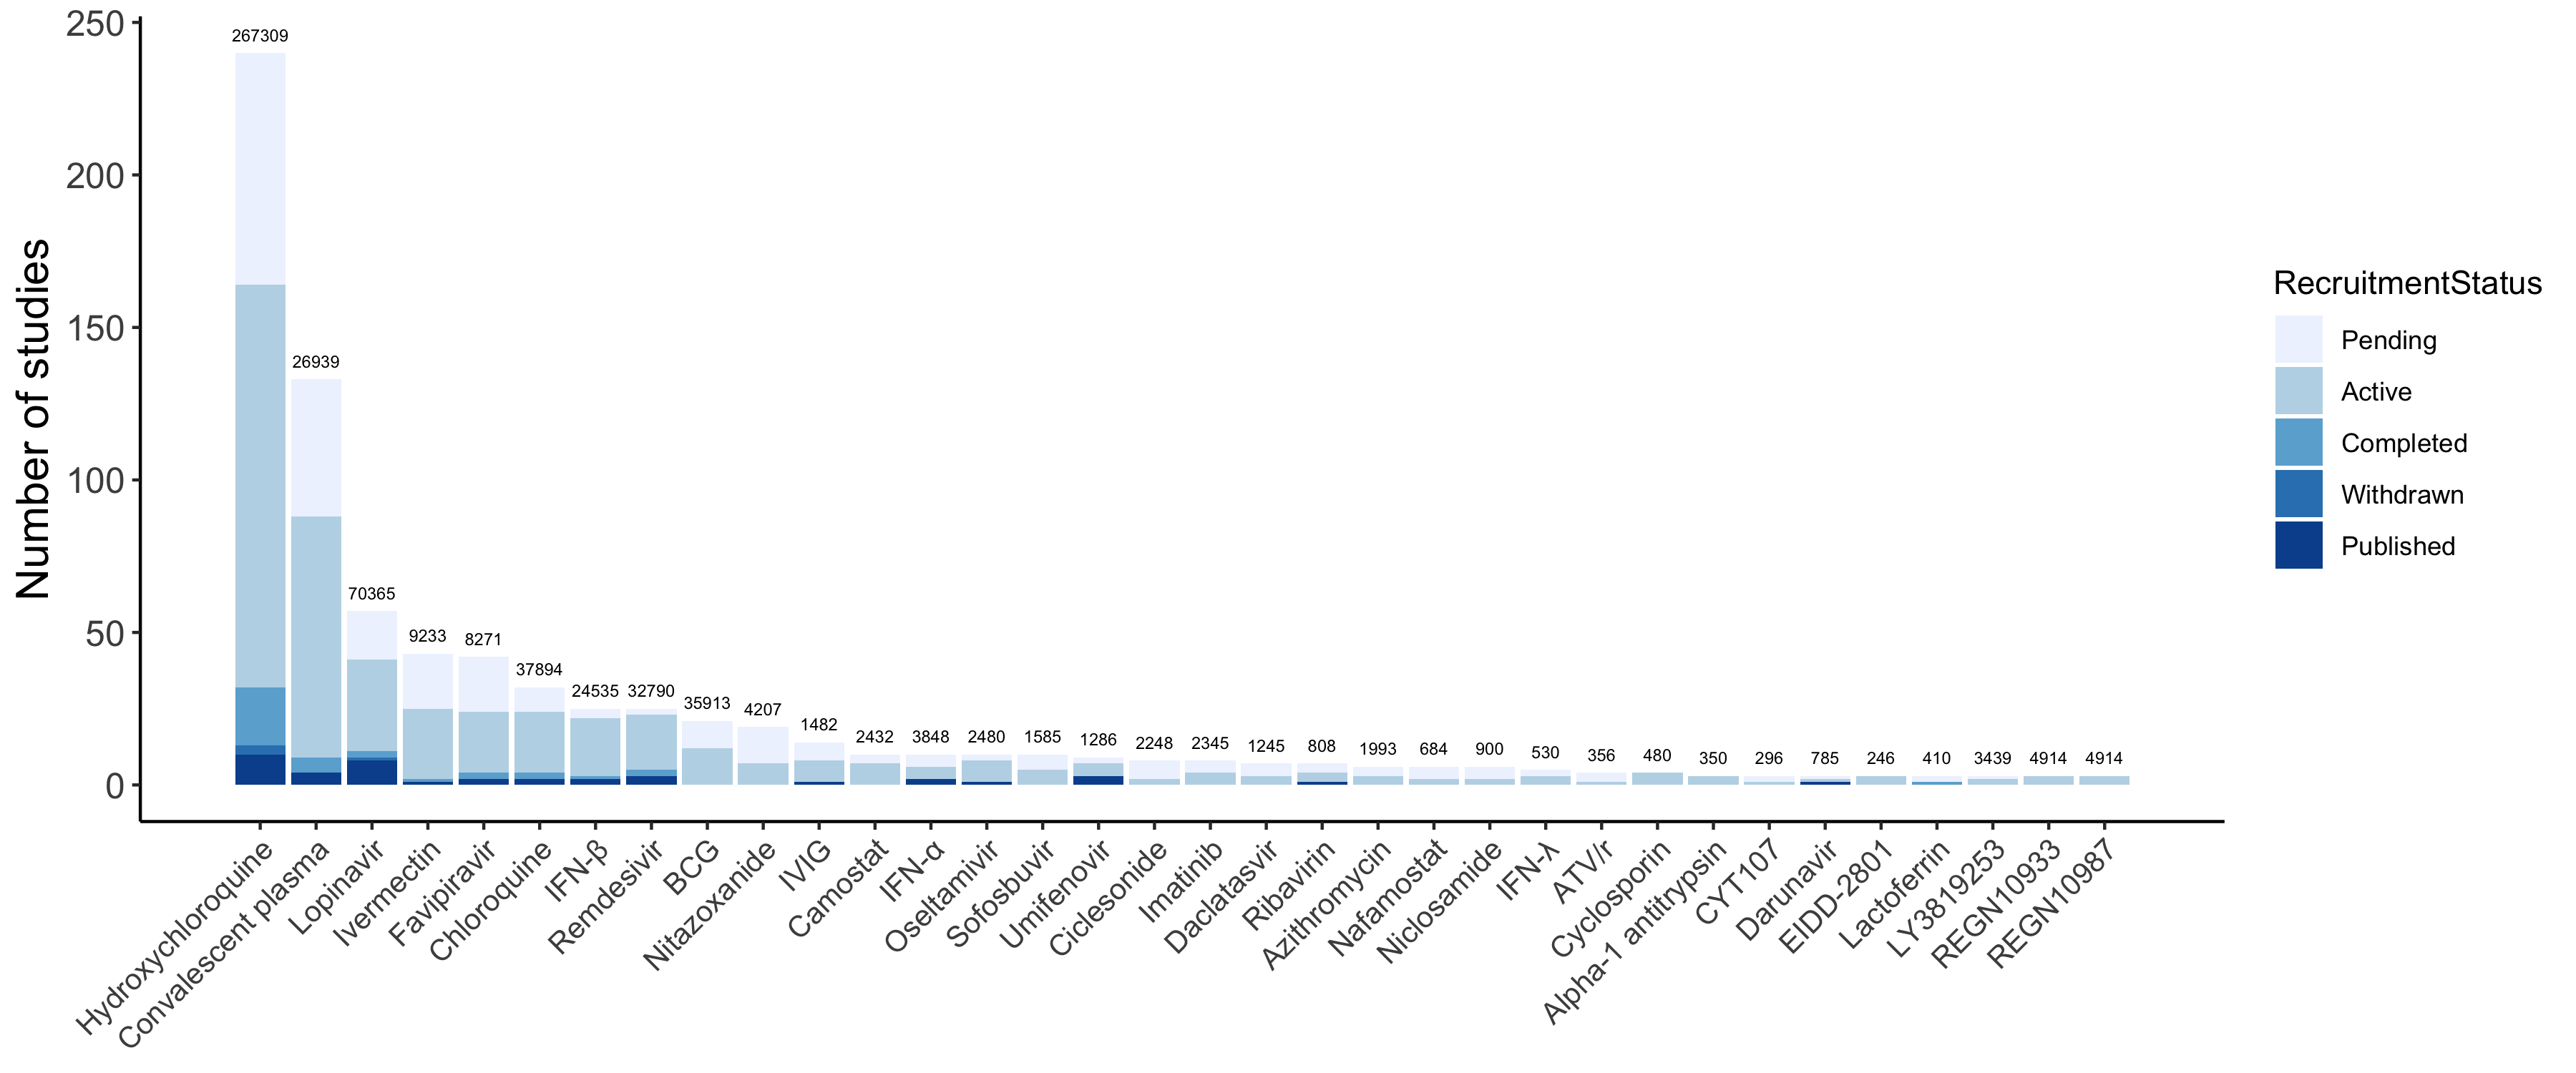 Number of studies
250
200
150
100
50
0
267309
26939
70365
9233
8271
37894
24535
32790
35913
4207
1482
2432
3848
2480
1585
1286
2248
2345
1245
808
1993
684
900
530
356
480
350
296
785
246
410
3439
4914
4914
Hydroxychloroquine
Convalescent plasma
Lopinavir
Ivermectin
Favipiravir
Chloroquine
IFN-β
Remdesivir
BCG
Nitazoxanide
IVIG
Camostat
IFN-α
Oseltamivir
Sofosbuvir
Umifenovir
Ciclesonide
Imatinib
Daclatasvir
Ribavirin
Azithromycin
Nafamostat
Niclosamide
IFN-λ
ATV/r
Cyclosporin
Alpha-1 antitrypsin
CYT107
Darunavir
EIDD-2801
Lactoferrin
LY3819253
REGN10933
REGN10987
RecruitmentStatus
Pending
Active
Completed
Withdrawn
Published